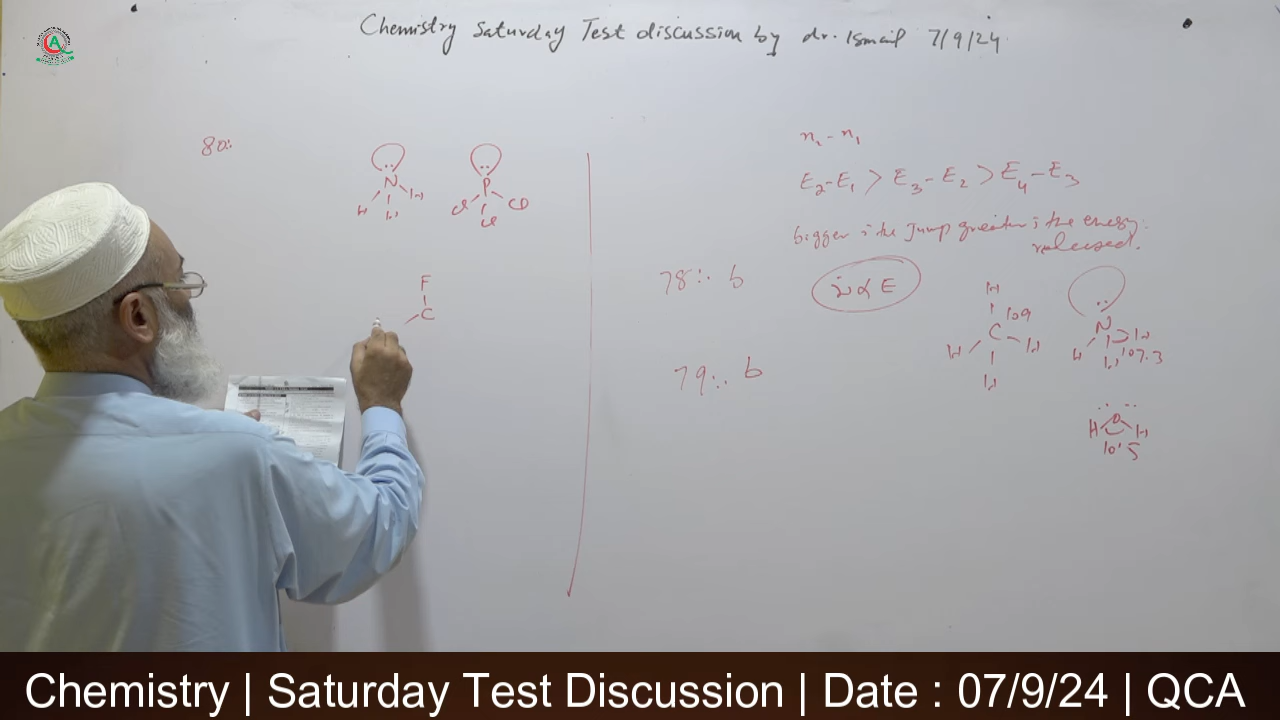 Chemistry Saturday Test discussion by dr. Ismail 7/9/24
80:
N
H
H
H
P
Cl
Cl
Cl
F
C
n₂ - n₁
E₂-E₁ > E₃-E₂ > E₄-E₃
bigger is the Jump greater is the energy released.
78:. b
ν̄ ∝ E
H
C 109
H
H
H
N
H
H
H 107.3
79:. b
O
H
H
10'5
Chemistry | Saturday Test Discussion | Date : 07/9/24 | QCA